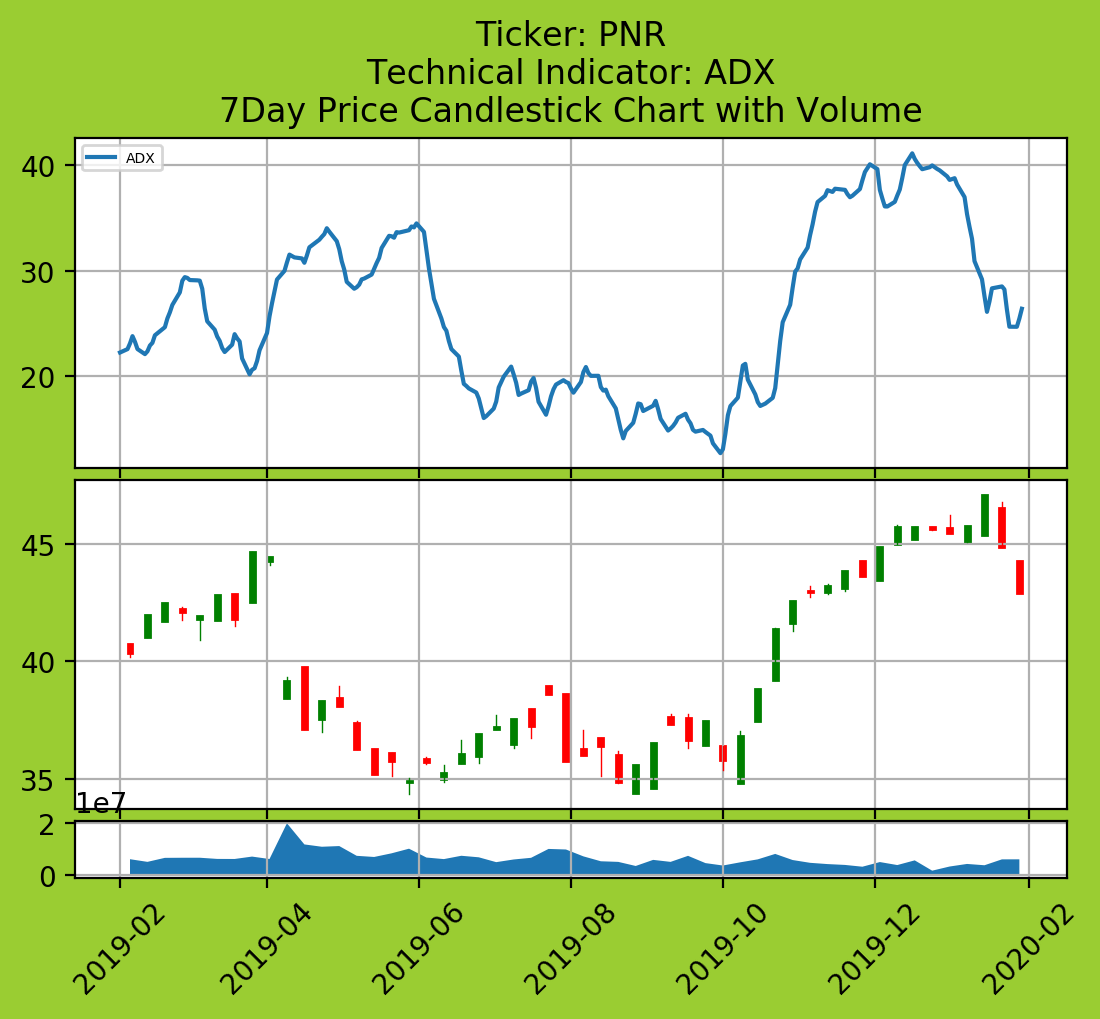 Ticker: PNR
Technical Indicator: ADX
7Day Price Candlestick Chart with Volume
ADX
40
30
20
45
40
35
1e7
2
0
2019-02 2019-04 2019-06 2019-08 2019-10 2019-12 2020-02